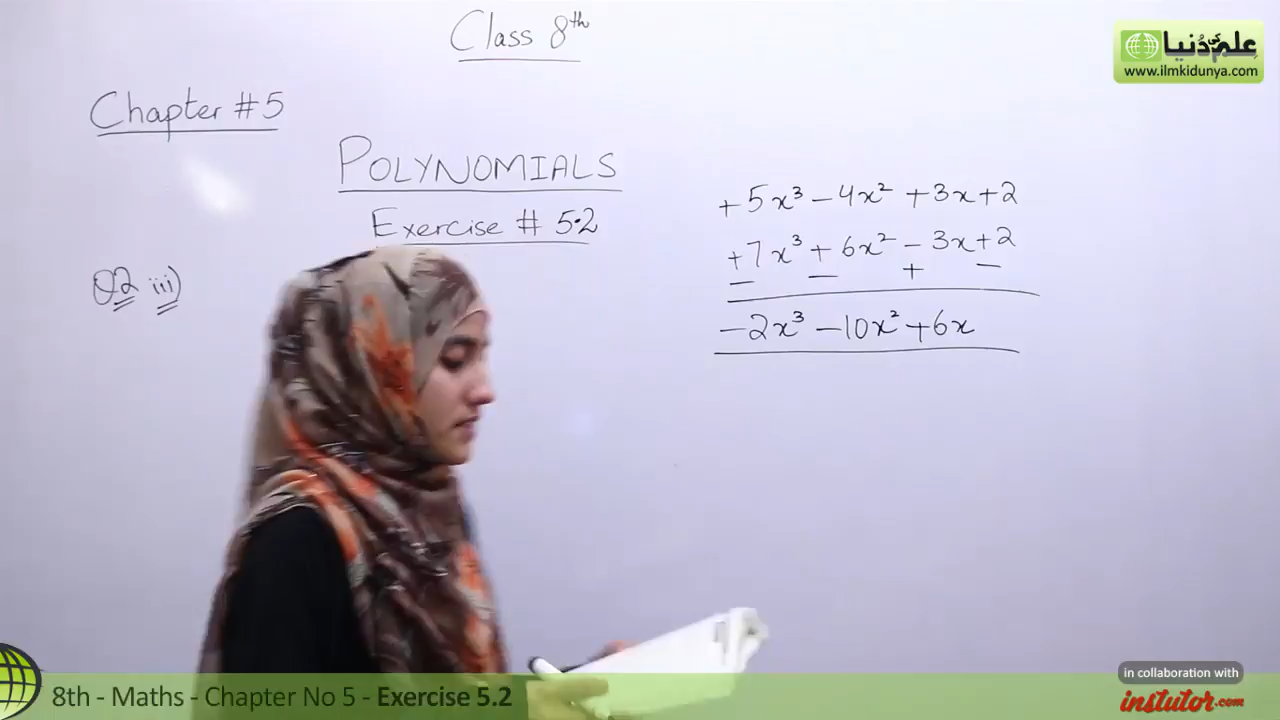 Class 8th
علم کی دُنیا
www.ilmkidunya.com
Chapter #5
POLYNOMIALS
Exercise # 5.2
Q2 iii)
+5x³ - 4x² + 3x + 2
+7x³ + 6x² - 3x + 2
- - + -
-2x³ - 10x² + 6x
in collaboration with
instutor.com
8th - Maths - Chapter No 5 - Exercise 5.2